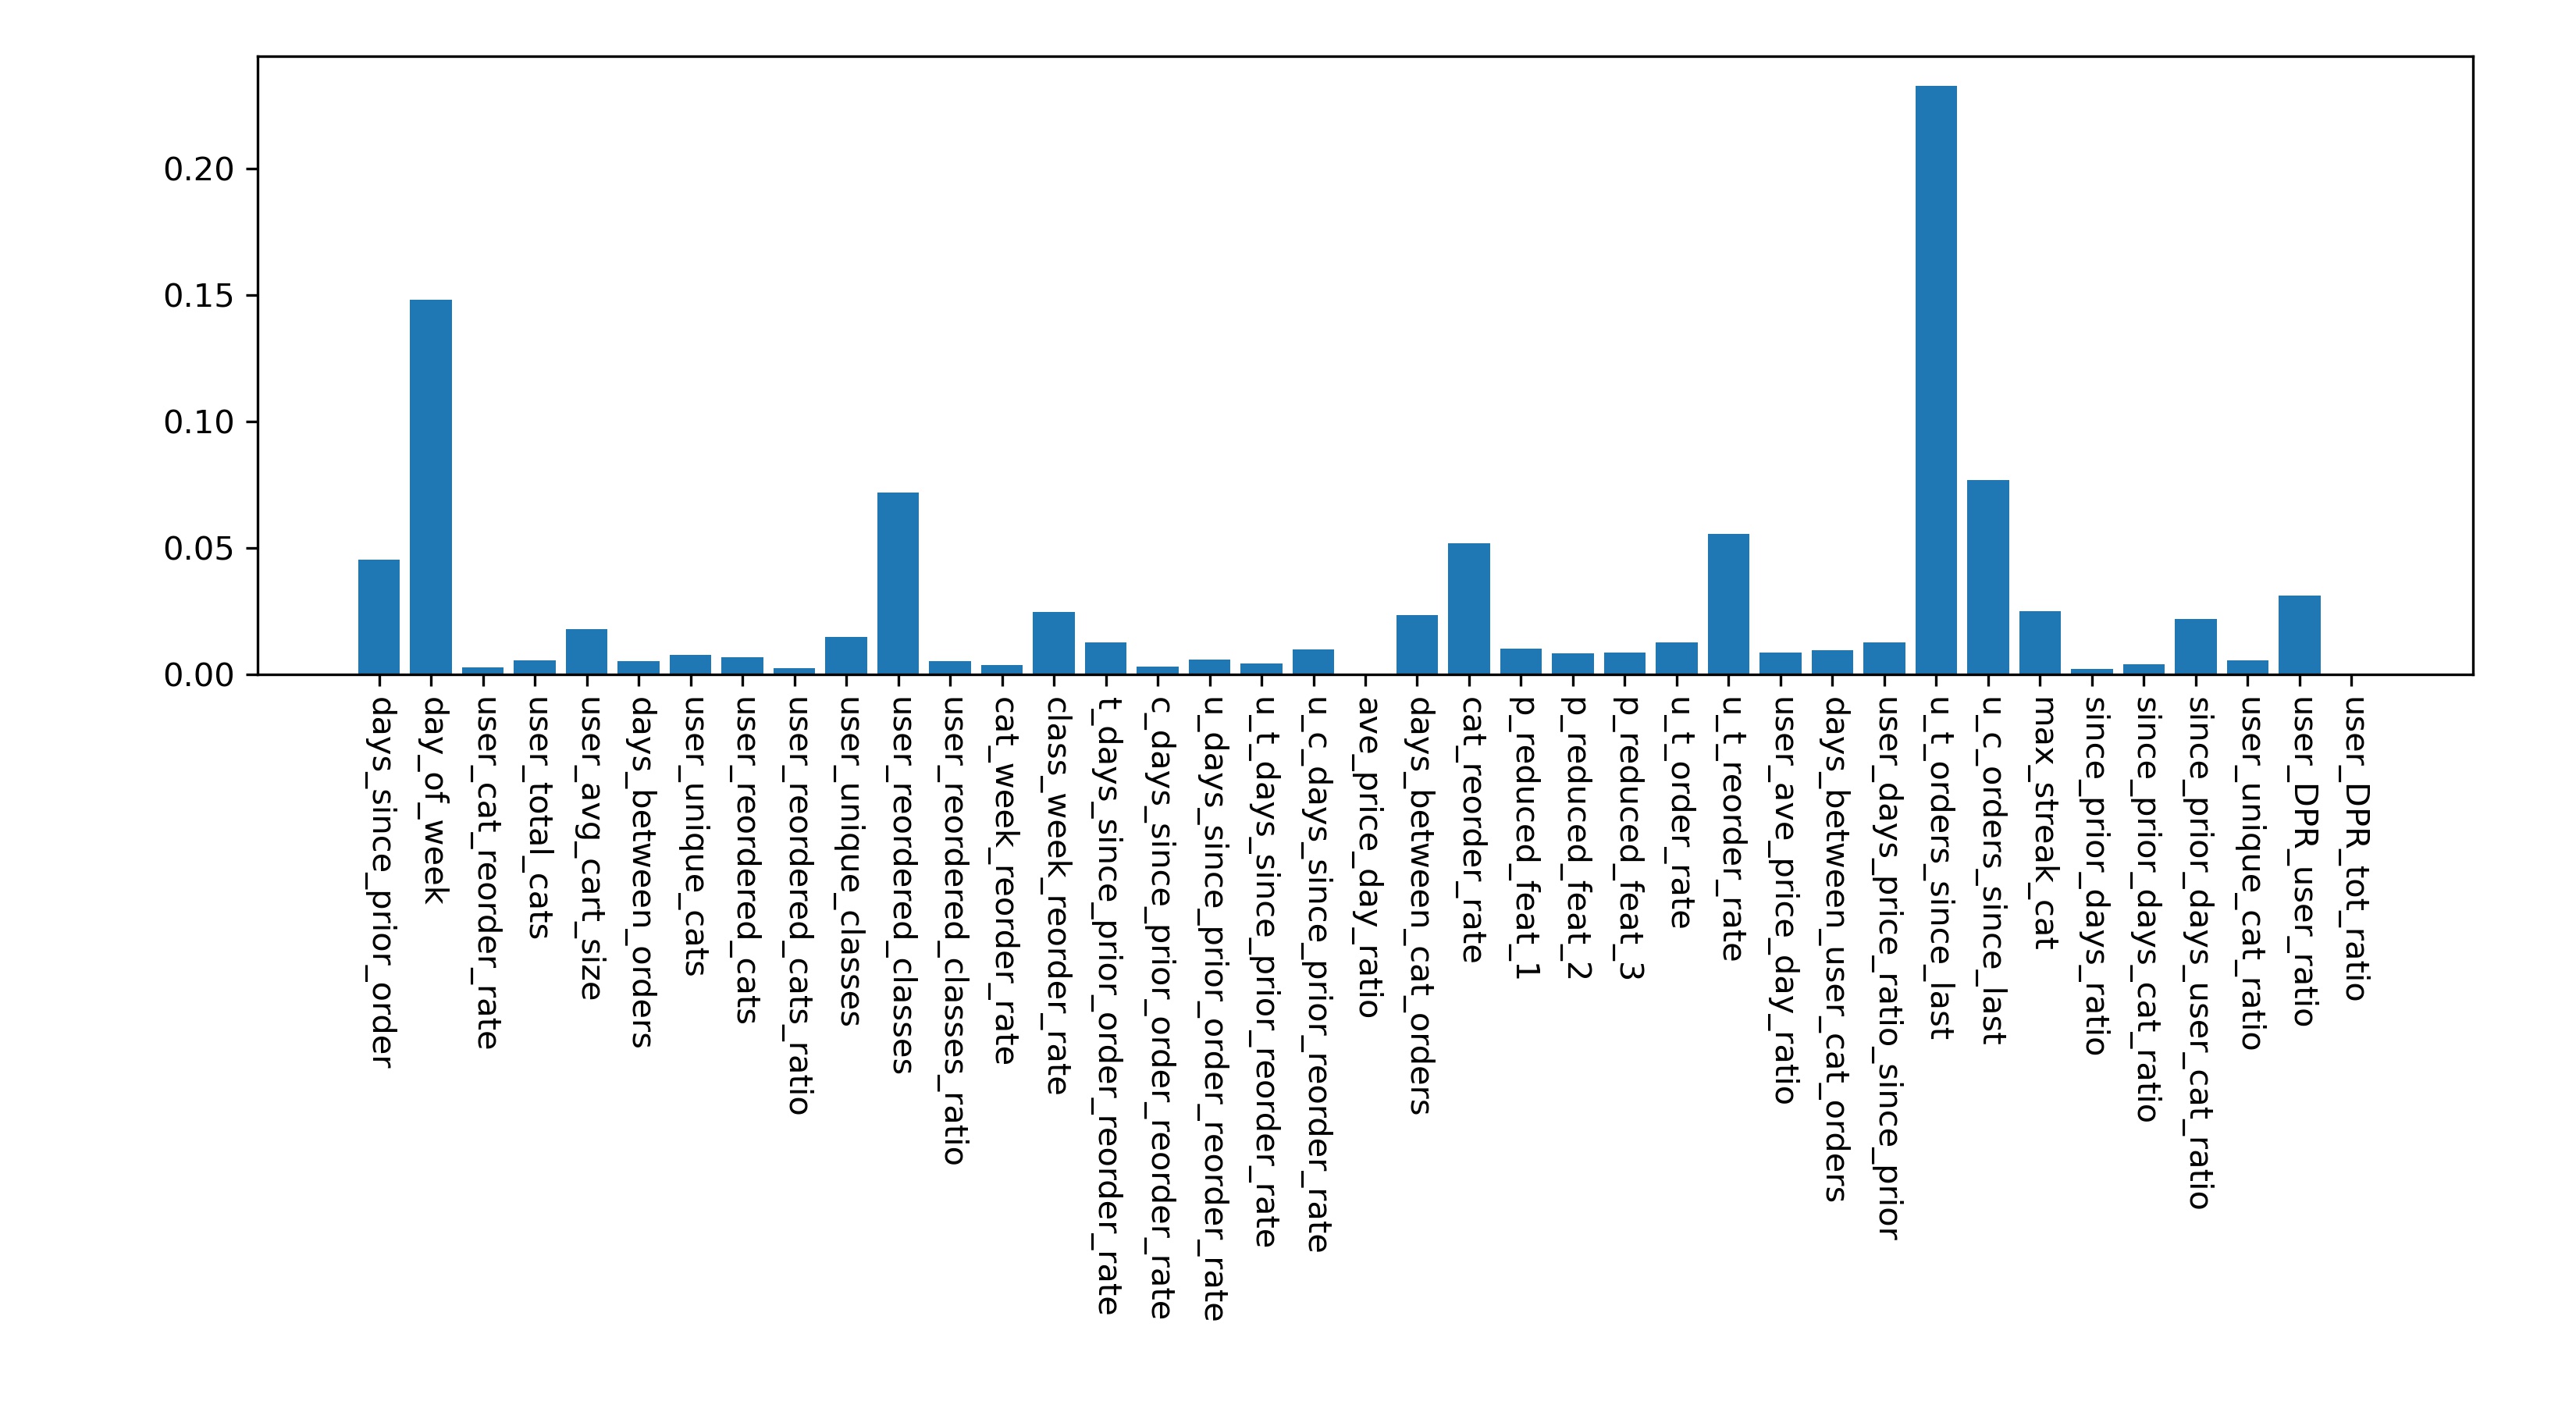 0.20
0.15
0.10
0.05
0.00
days_since_prior_order
day_of_week
user_cat_reorder_rate
user_total_cats
user_avg_cart_size
days_between_orders
user_unique_cats
user_reordered_cats
user_reordered_cats_ratio
user_unique_classes
user_reordered_classes
user_reordered_classes_ratio
cat_week_reorder_rate
class_week_reorder_rate
t_days_since_prior_order_reorder_rate
c_days_since_prior_order_reorder_rate
u_days_since_prior_order_reorder_rate
u_t_days_since_prior_reorder_rate
u_c_days_since_prior_reorder_rate
ave_price_day_ratio
days_between_cat_orders
cat_reorder_rate
p_reduced_feat_1
p_reduced_feat_2
p_reduced_feat_3
u_t_order_rate
u_t_reorder_rate
user_ave_price_day_ratio
days_between_user_cat_orders
user_days_price_ratio_since_prior
u_t_orders_since_last
u_c_orders_since_last
max_streak_cat
since_prior_days_ratio
since_prior_days_cat_ratio
since_prior_days_user_cat_ratio
user_unique_cat_ratio
user_DPR_user_ratio
user_DPR_tot_ratio